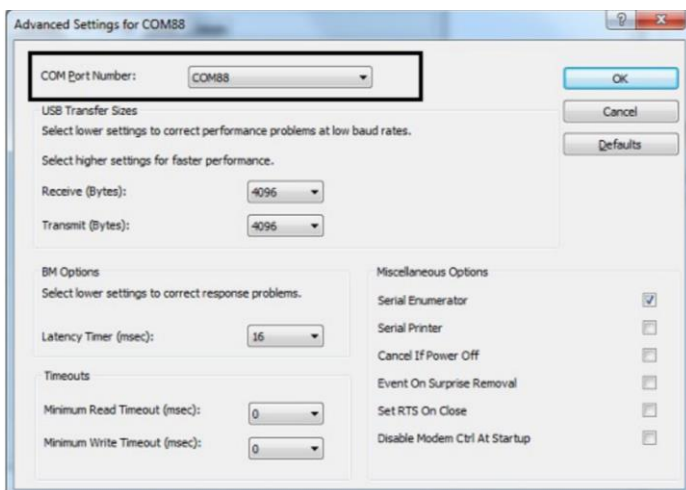 Advanced Settings for COM88
COM Port Number: COM88
OK
Cancel
Defaults
USB Transfer Sizes
Select lower settings to correct performance problems at low baud rates.
Select higher settings for faster performance.
Receive (Bytes): 4096
Transmit (Bytes): 4096
BM Options
Select lower settings to correct response problems.
Latency Timer (msec): 16
Timeouts
Minimum Read Timeout (msec): 0
Minimum Write Timeout (msec): 0
Miscellaneous Options
Serial Enumerator
Serial Printer
Cancel If Power Off
Event On Surprise Removal
Set RTS On Close
Disable Modem Ctrl At Startup